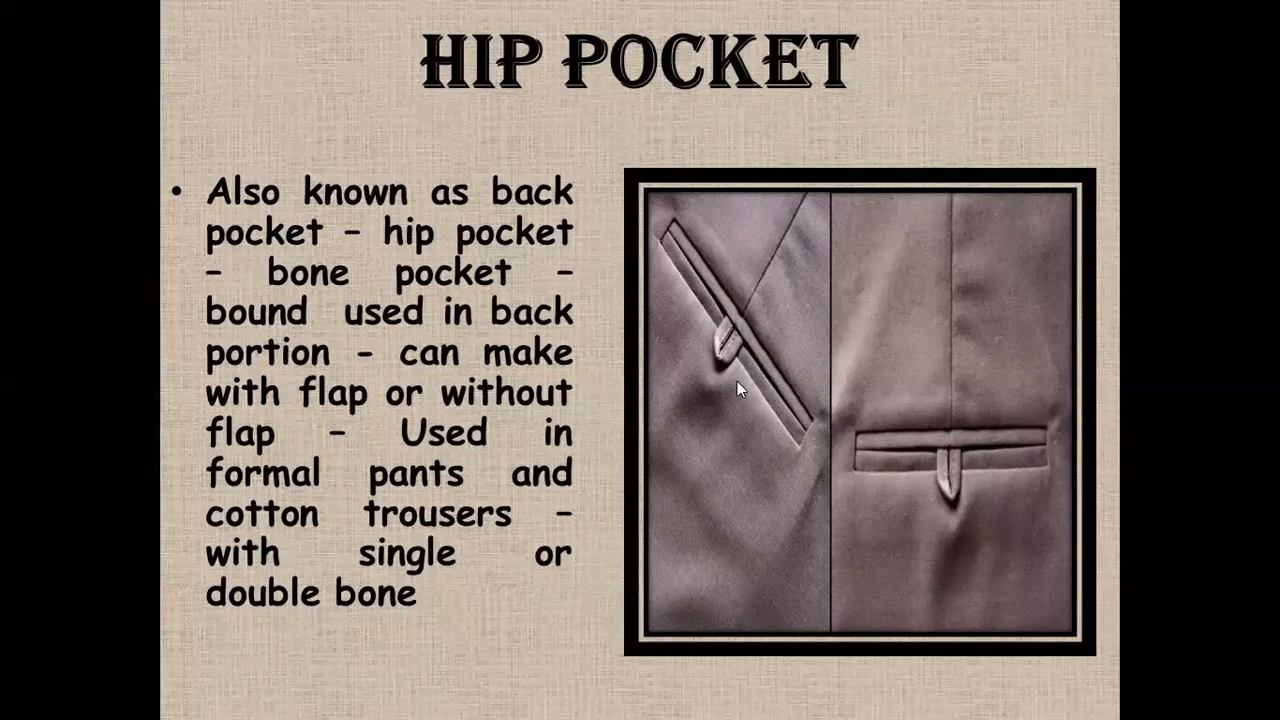 HIP POCKET
• Also known as back
pocket – hip pocket
– bone pocket –
bound used in back
portion – can make
with flap or without
flap – Used in
formal pants and
cotton trousers –
with single or
double bone